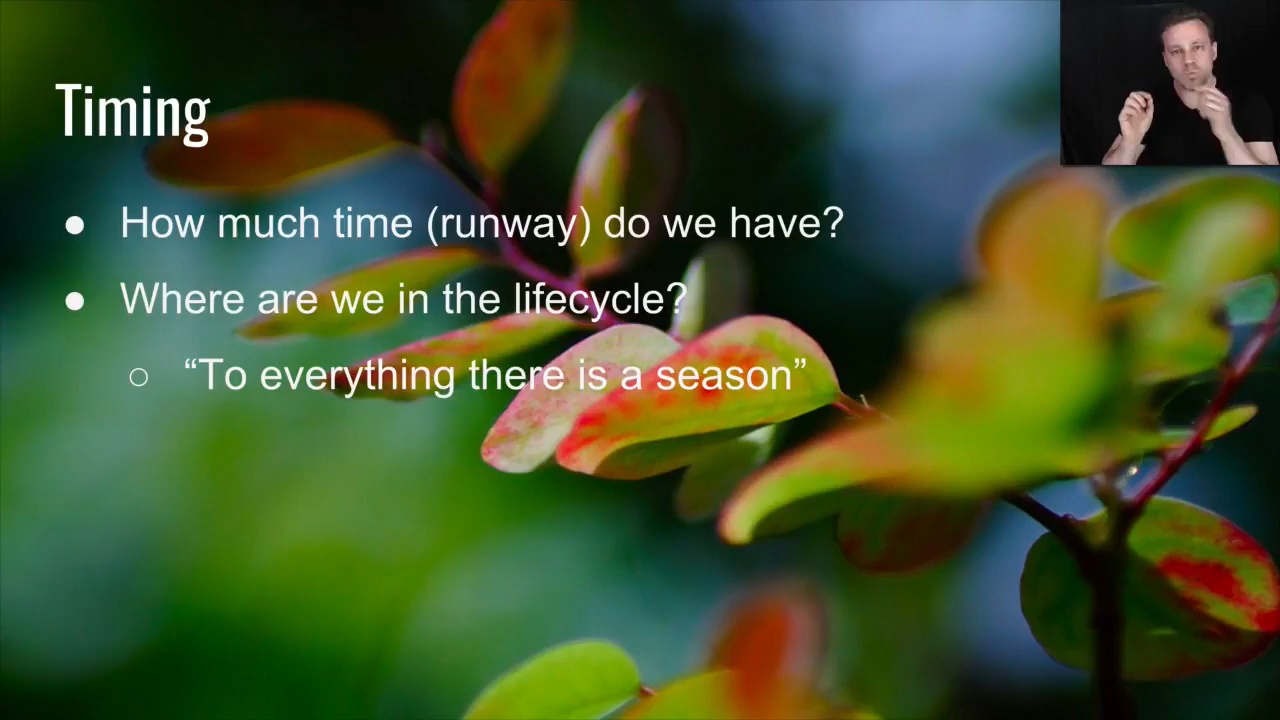 Timing
● How much time (runway) do we have?
● Where are we in the lifecycle?
○ “To everything there is a season”